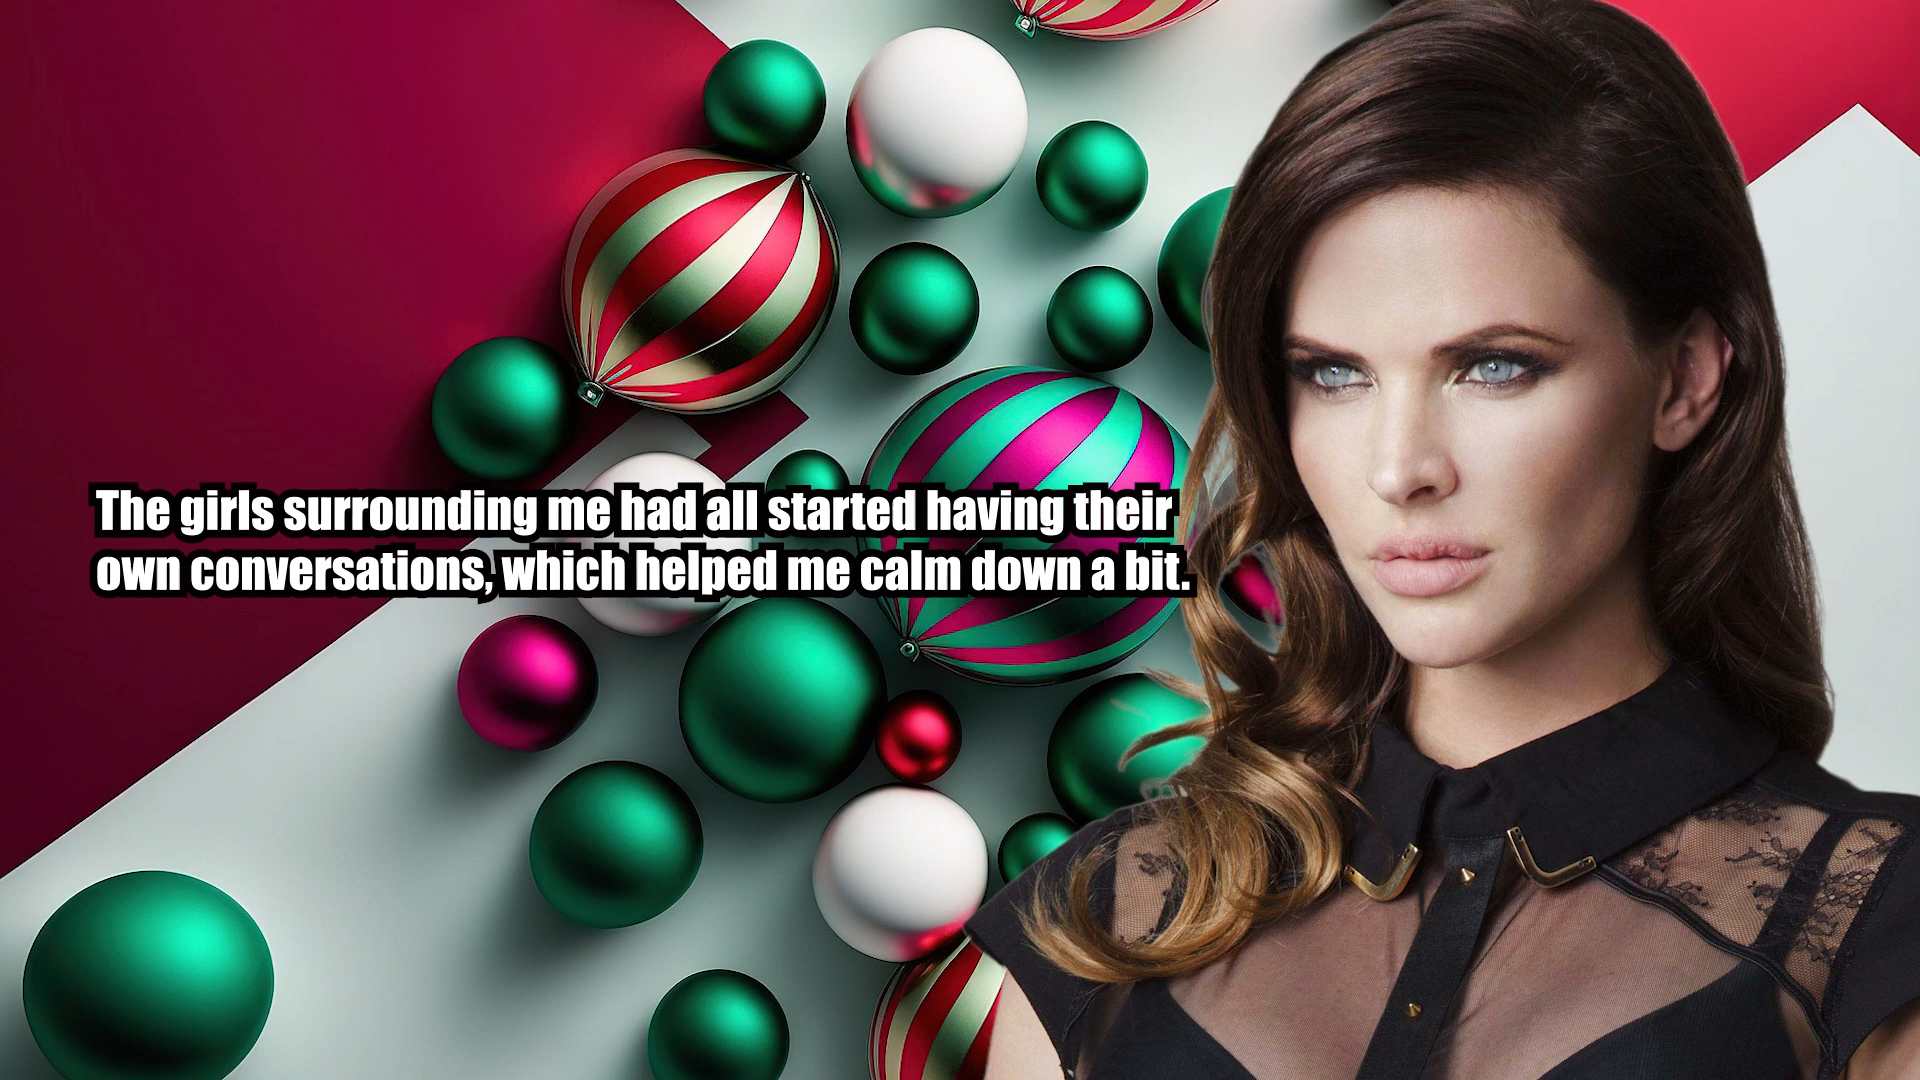 The girls surrounding me had all started having their
own conversations, which helped me calm down a bit.